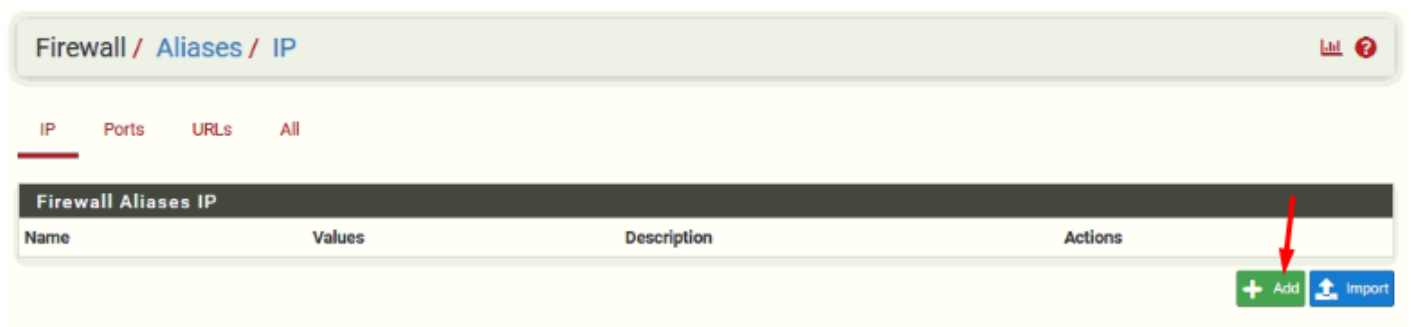 Firewall / Aliases / IP
IP Ports URLs All
Firewall Aliases IP
Name Values Description Actions
Add Import